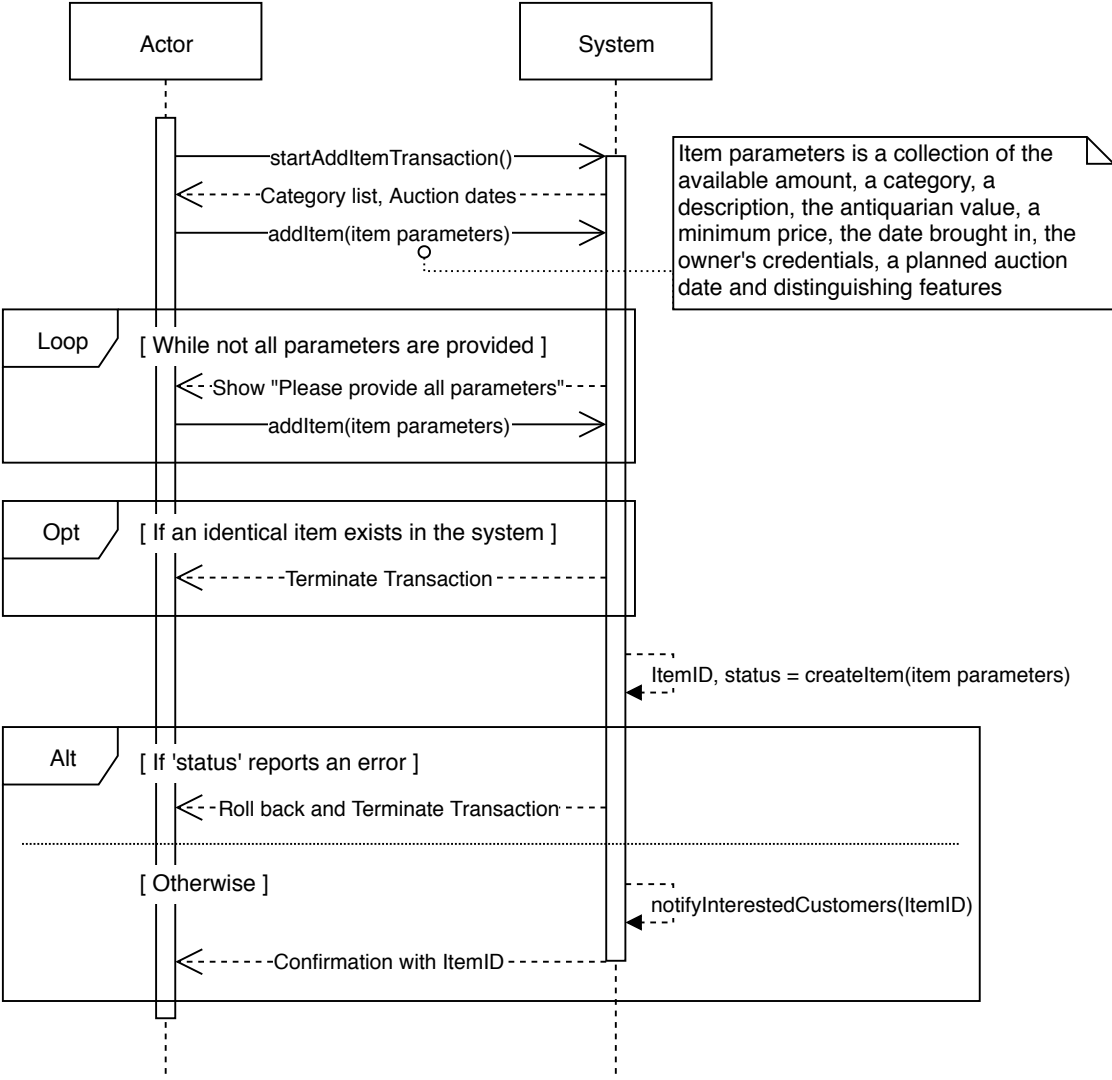 Actor
System
startAddItemTransaction()
Category list, Auction dates
addItem(item parameters)
Item parameters is a collection of the
available amount, a category, a
description, the antiquarian value, a
minimum price, the date brought in, the
owner's credentials, a planned auction
date and distinguishing features
Loop
[ While not all parameters are provided ]
Show "Please provide all parameters"
addItem(item parameters)
Opt
[ If an identical item exists in the system ]
Terminate Transaction
ItemID, status = createItem(item parameters)
Alt
[ If 'status' reports an error ]
Roll back and Terminate Transaction
[ Otherwise ]
notifyInterestedCustomers(ItemID)
Confirmation with ItemID